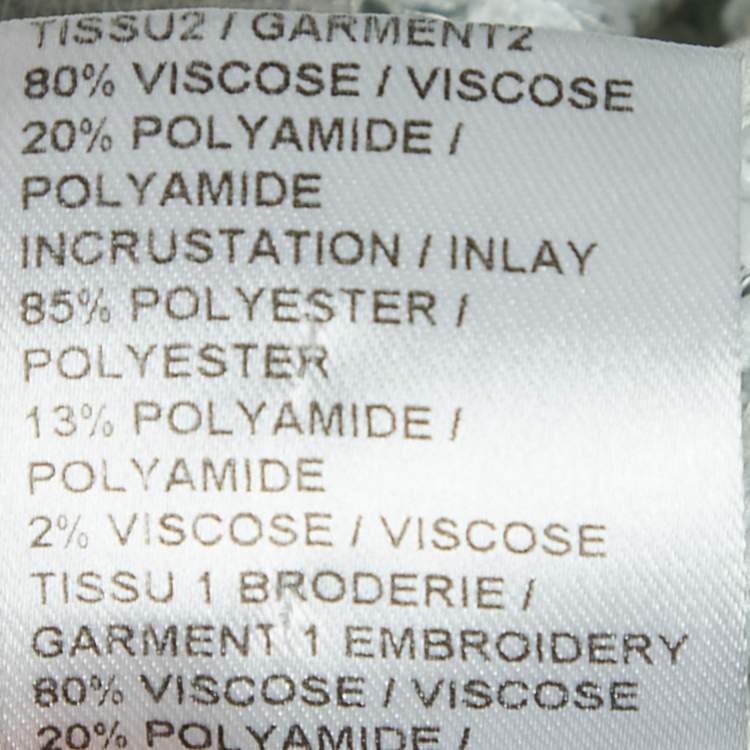 TISSU2 / GARMENT2
80% VISCOSE / VISCOSE
20% POLYAMIDE /
POLYAMIDE
INCRUSTATION / INLAY
85% POLYESTER /
POLYESTER
13% POLYAMIDE /
POLYAMIDE
2% VISCOSE / VISCOSE
TISSU 1 BRODERIE /
GARMENT 1 EMBROIDERY
80% VISCOSE / VISCOSE
20% POLYAMIDE /